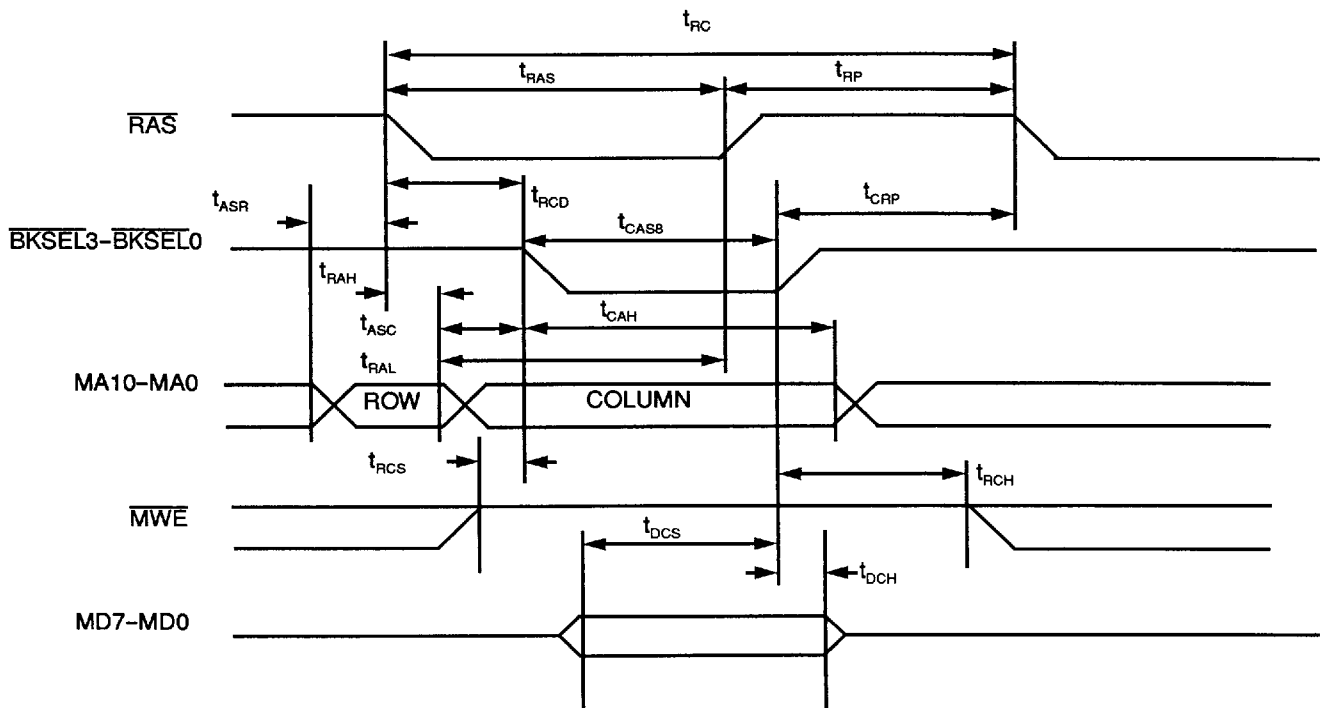 tRC
tRAS
tRP
RAS
tASR
tRCD
tCRP
tCAS8
BKSEL3–BKSEL0
tRAH
tCAH
tASC
tRAL
MA10–MA0
ROW
COLUMN
tRCS
tRCH
MWE
tDCS
tDCH
MD7–MD0